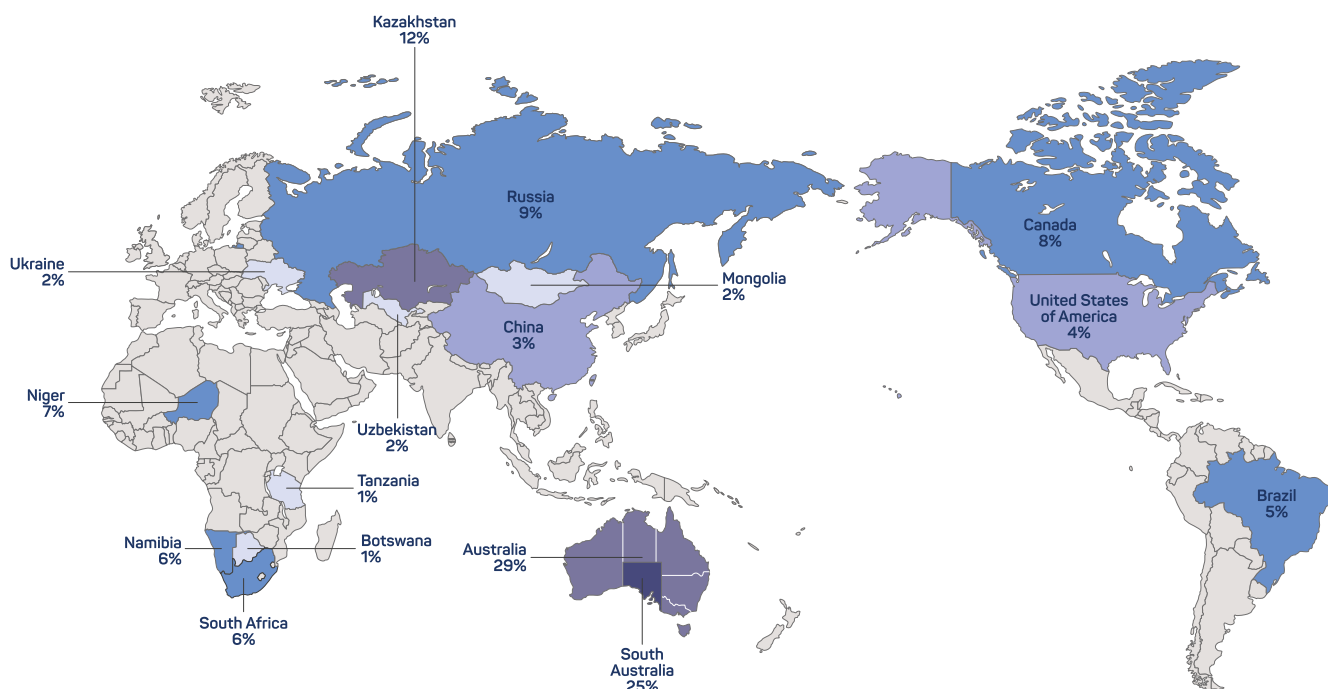 Kazakhstan
12%
Russia
9%
Canada
8%
Ukraine
2%
Mongolia
2%
United States
of America
4%
China
3%
Niger
7%
Uzbekistan
2%
Tanzania
1%
Brazil
5%
Namibia
6%
Botswana
1%
Australia
29%
South Africa
6%
South
Australia
25%